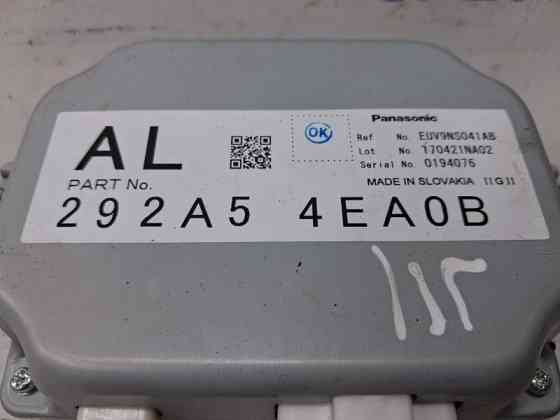 AL
OK
Panasonic
Ref No. EUV9NS041AB
Lot No. 170421NA02
Serial No. 0194076
PART No.
MADE IN SLOVAKIA IIGII
292A5 4EA0B